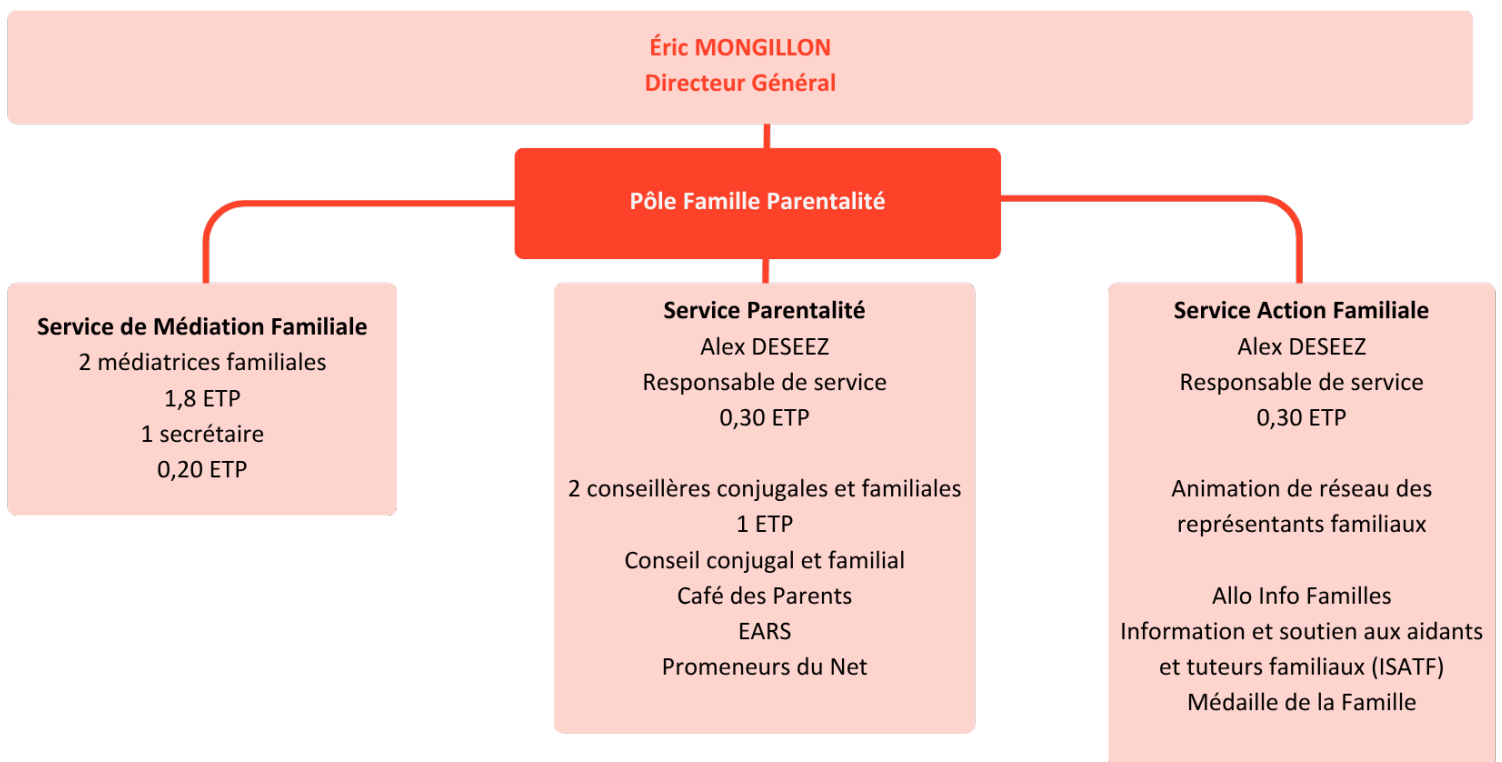 Éric MONGILLON
Directeur Général
Pôle Famille Parentalité
Service de Médiation Familiale
2 médiatrices familiales
1,8 ETP
1 secrétaire
0,20 ETP
Service Parentalité
Alex DESEEZ
Responsable de service
0,30 ETP
2 conseillères conjugales et familiales
1 ETP
Conseil conjugal et familial
Café des Parents
EARS
Promeneurs du Net
Service Action Familiale
Alex DESEEZ
Responsable de service
0,30 ETP
Animation de réseau des
représentants familiaux
Allo Info Familles
Information et soutien aux aidants
et tuteurs familiaux (ISATF)
Médaille de la Famille